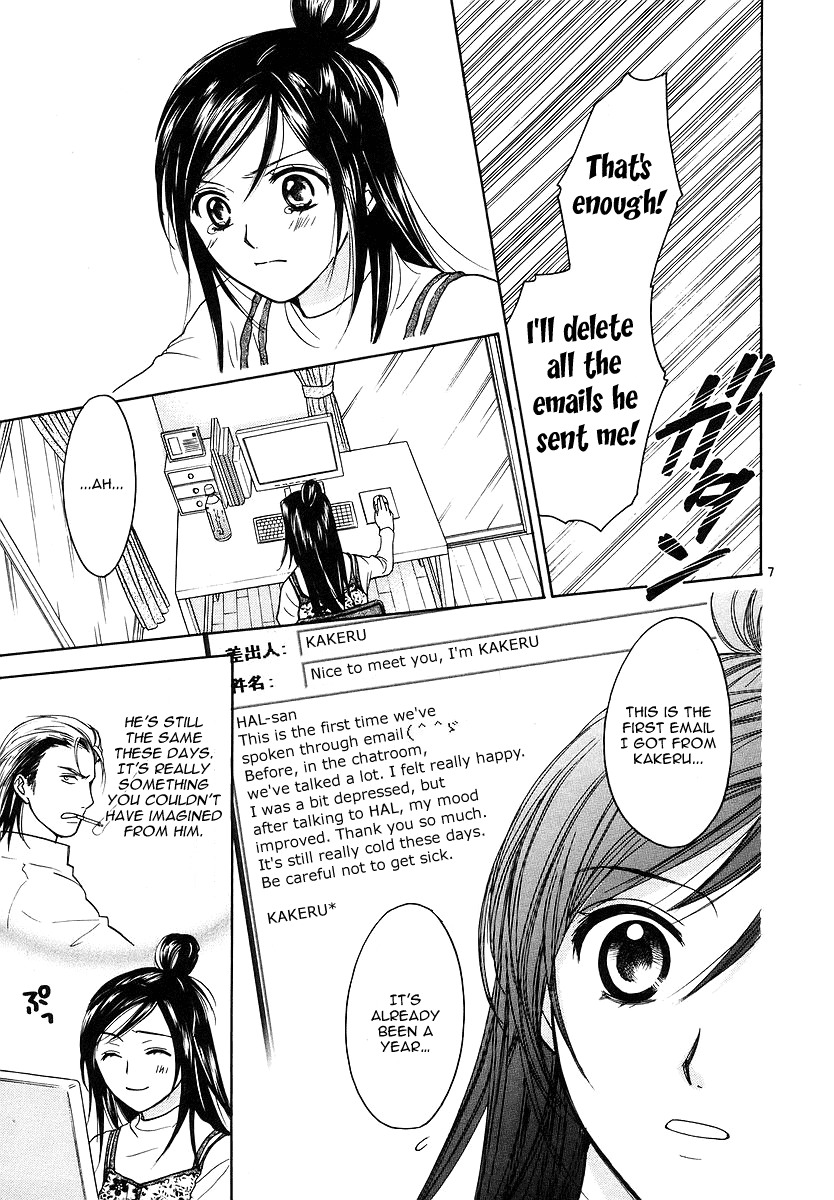 That's
enough!
I'll delete
all the
emails he
sent me!
ガタン
7
...AH...
差出人: KAKERU
件名: Nice to meet you, I'm KAKERU
HAL-san
This is the first time we've
spoken through email(^ ^ゞ
Before, in the chatroom,
we've talked a lot. I felt really happy.
I was a bit depressed, but
after talking to HAL, my mood
improved. Thank you so much.
It's still really cold these days.
Be careful not to get sick.
KAKERU*
THIS IS THE
FIRST EMAIL
I GOT FROM
KAKERU...
IT'S
ALREADY
BEEN A
YEAR...
HE'S STILL
THE SAME
THESE DAYS.
IT'S REALLY
SOMETHING
YOU COULDN'T
HAVE IMAGINED
FROM HIM.
ぷっ